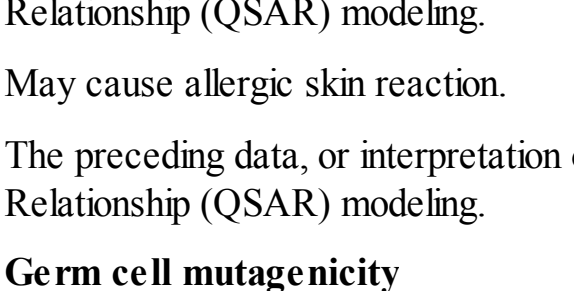 Relationship (QSAR) modeling.
May cause allergic skin reaction.
The preceding data, or interpretation
Relationship (QSAR) modeling.
Germ cell mutagenicity